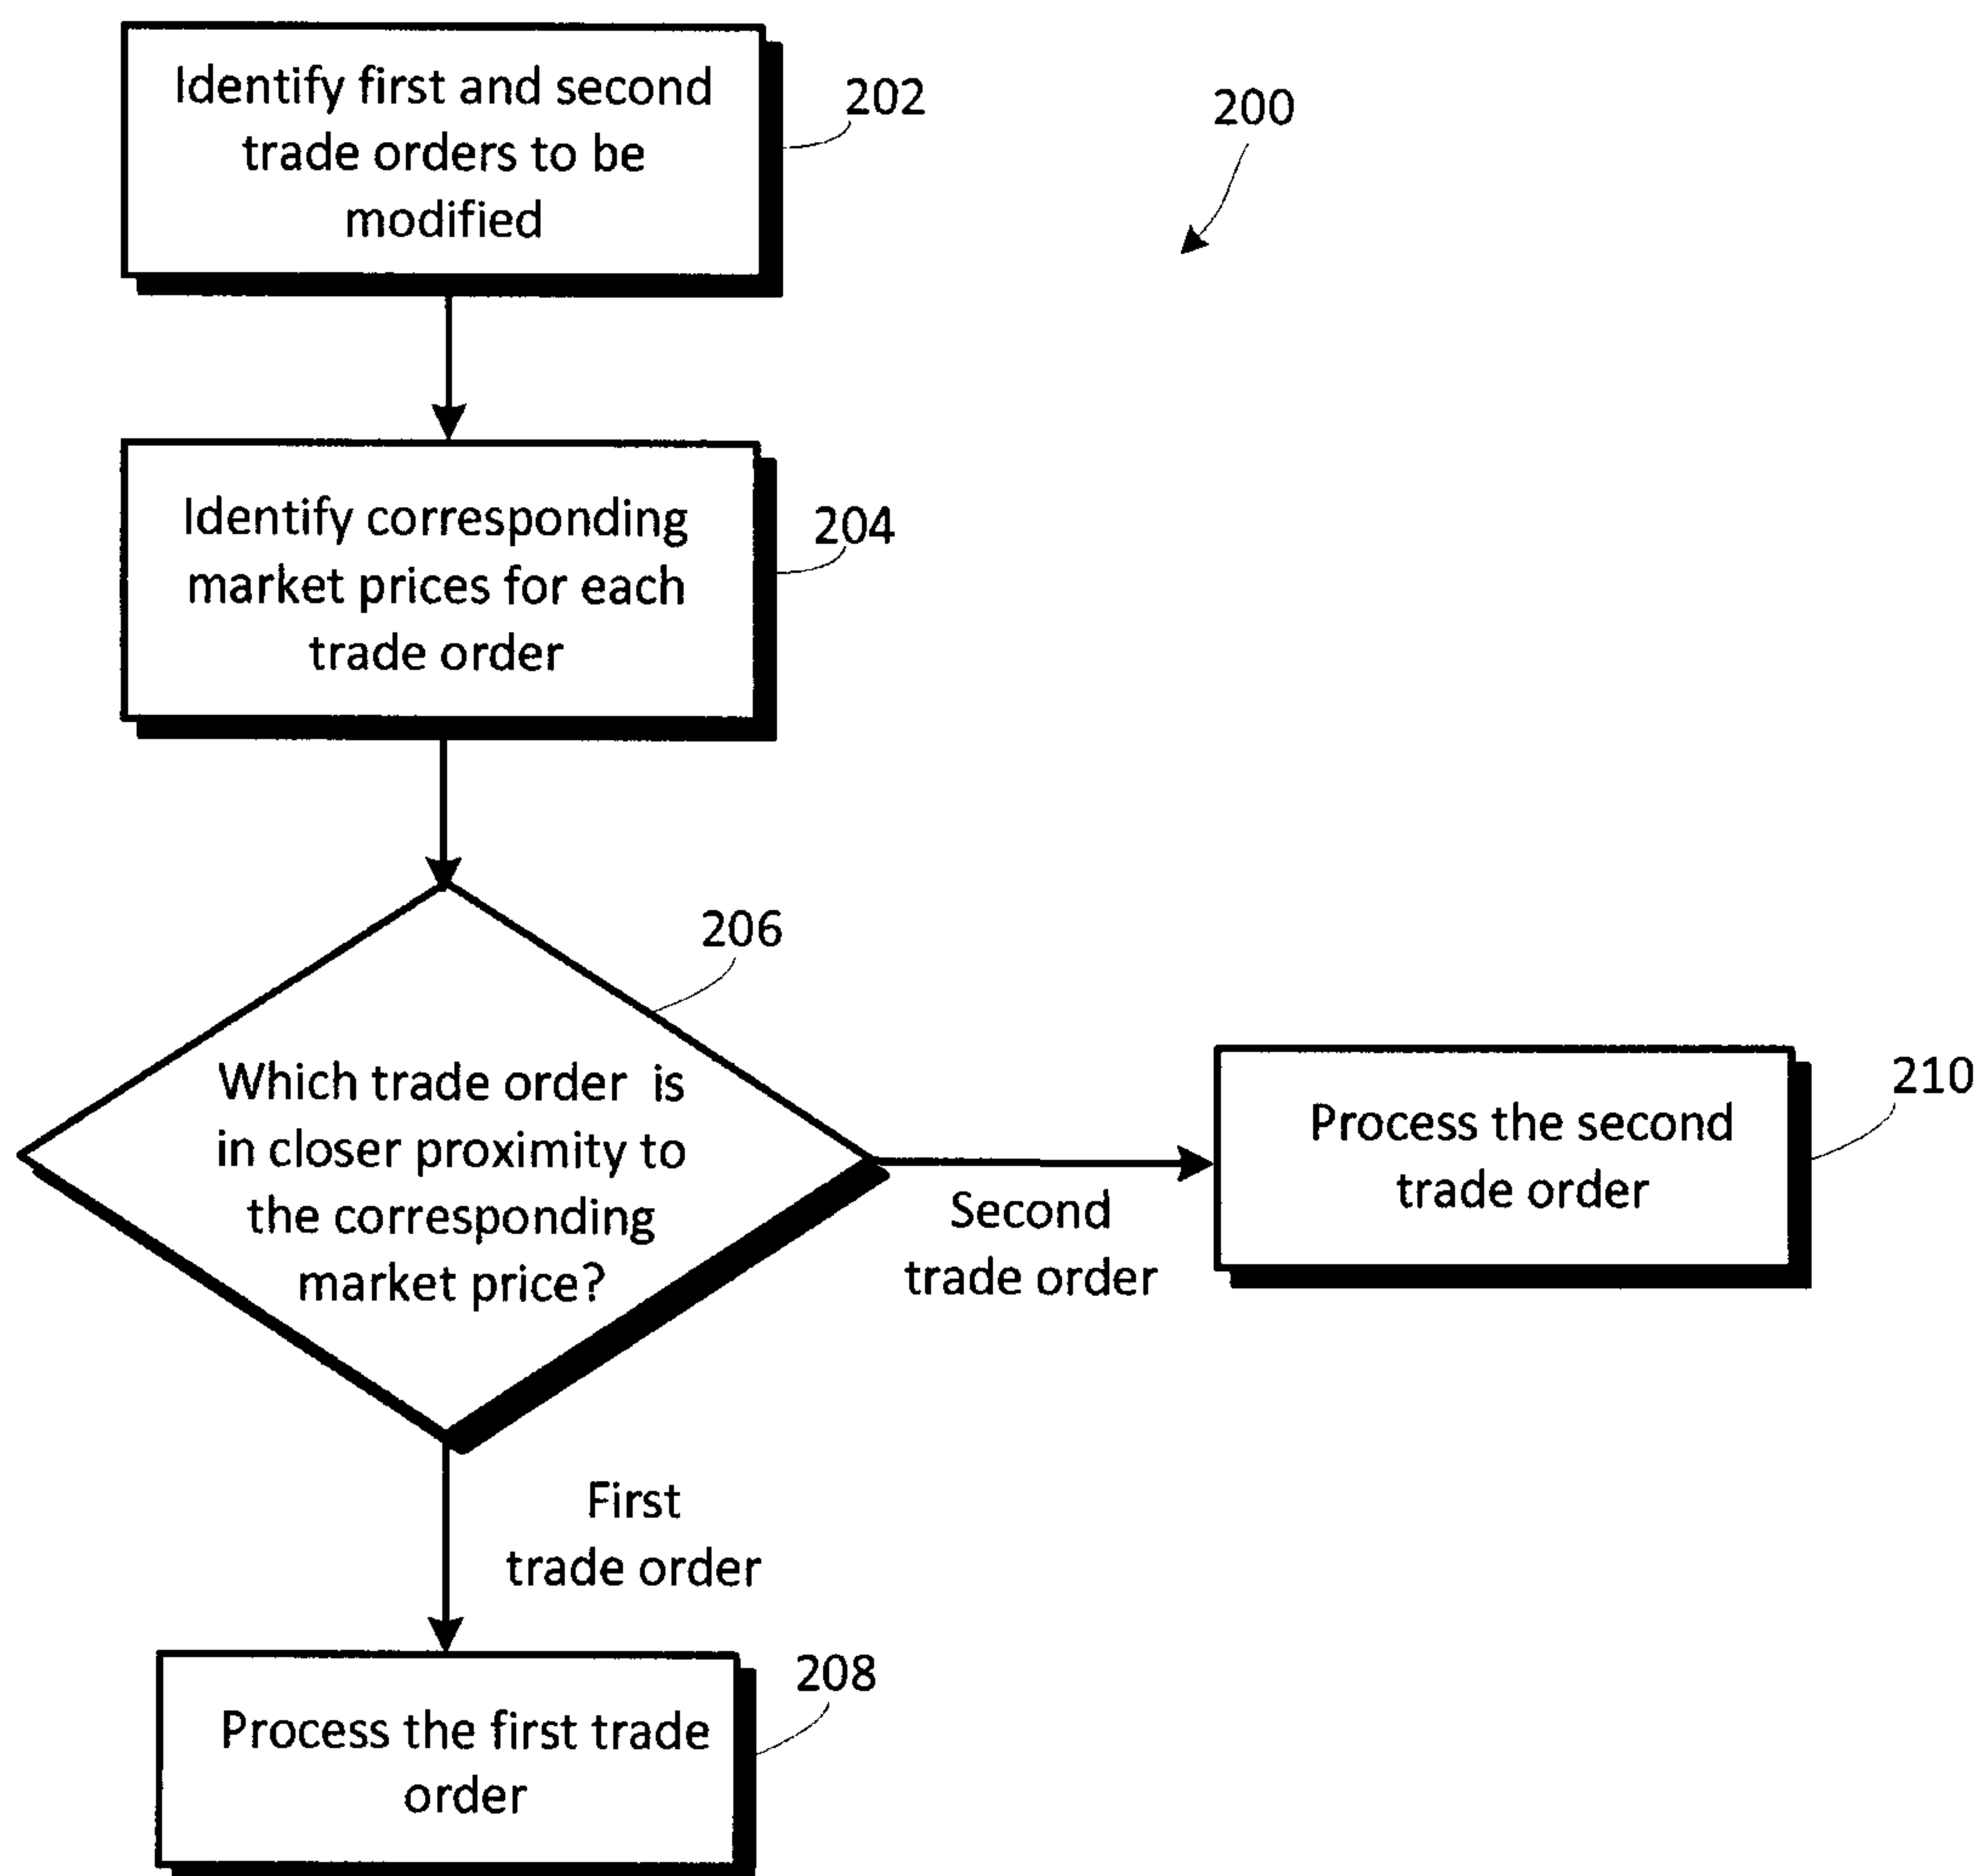 Identify first and second
trade orders to be
modified
202
200
Identify corresponding
market prices for each
trade order
204
206
Which trade order is
in closer proximity to
the corresponding
market price?
Second
trade order
Process the second
trade order
210
First
trade order
Process the first trade
order
208